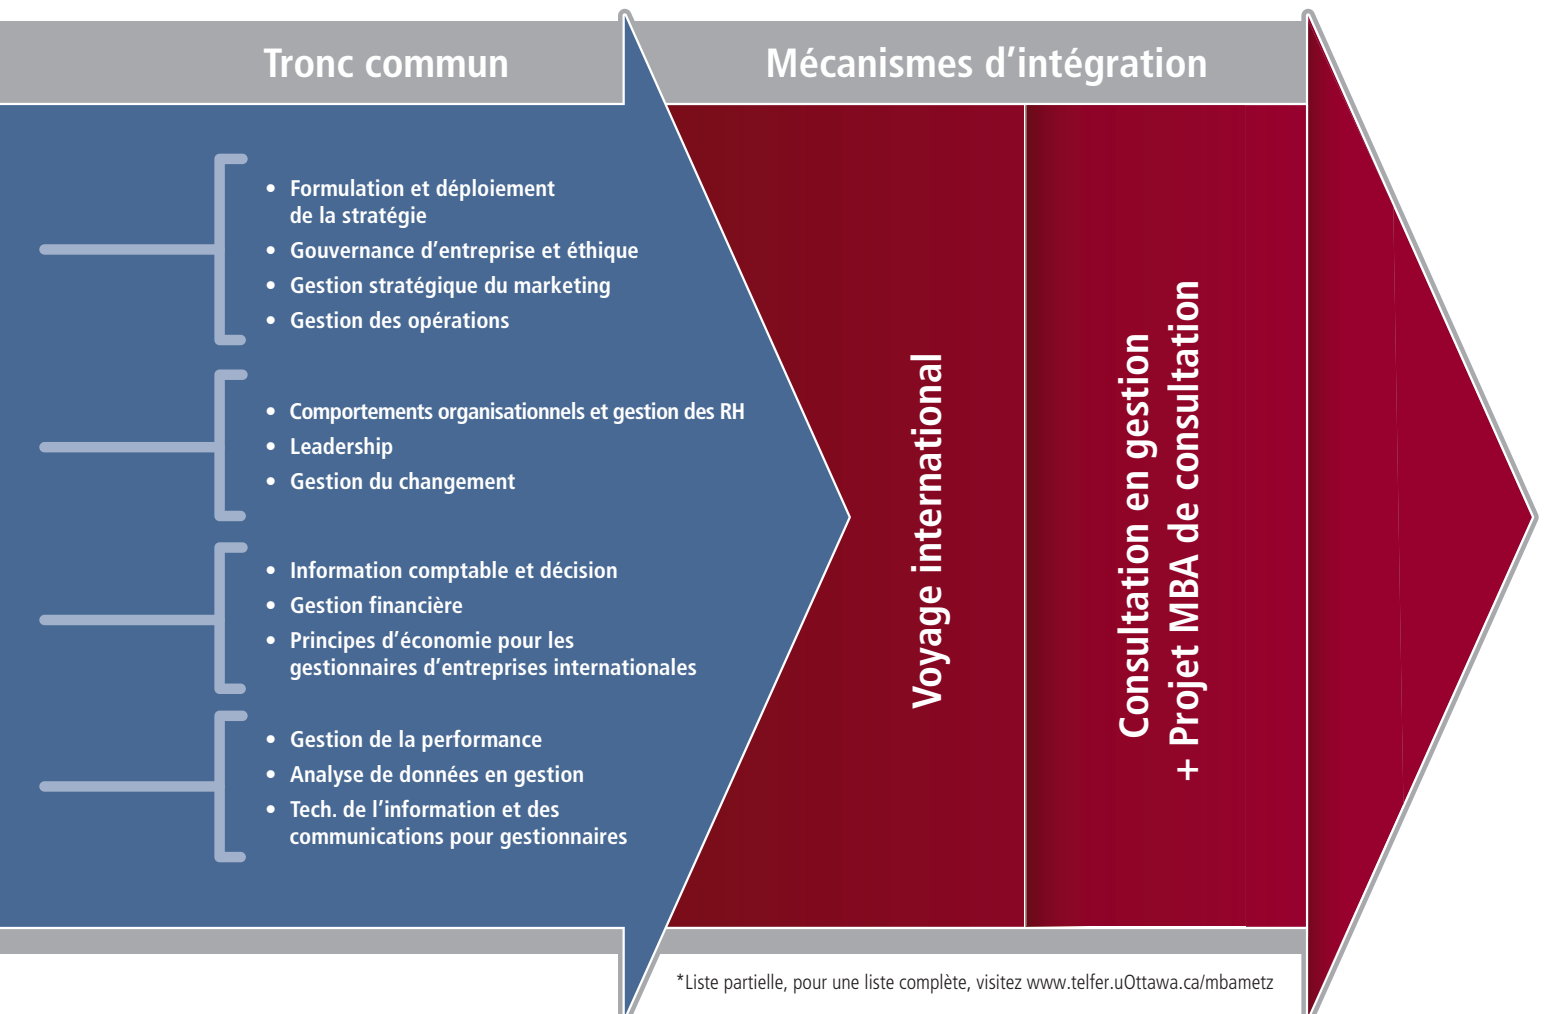 Tronc commun
Mécanismes d’intégration
• Formulation et déploiement
de la stratégie
• Gouvernance d’entreprise et éthique
• Gestion stratégique du marketing
• Gestion des opérations
• Comportements organisationnels et gestion des RH
• Leadership
• Gestion du changement
• Information comptable et décision
• Gestion financière
• Principes d’économie pour les
gestionnaires d’entreprises internationales
• Gestion de la performance
• Analyse de données en gestion
• Tech. de l’information et des
communications pour gestionnaires
Voyage international
Consultation en gestion
+ Projet MBA de consultation
*Liste partielle, pour une liste complète, visitez www.telfer.uOttawa.ca/mbametz